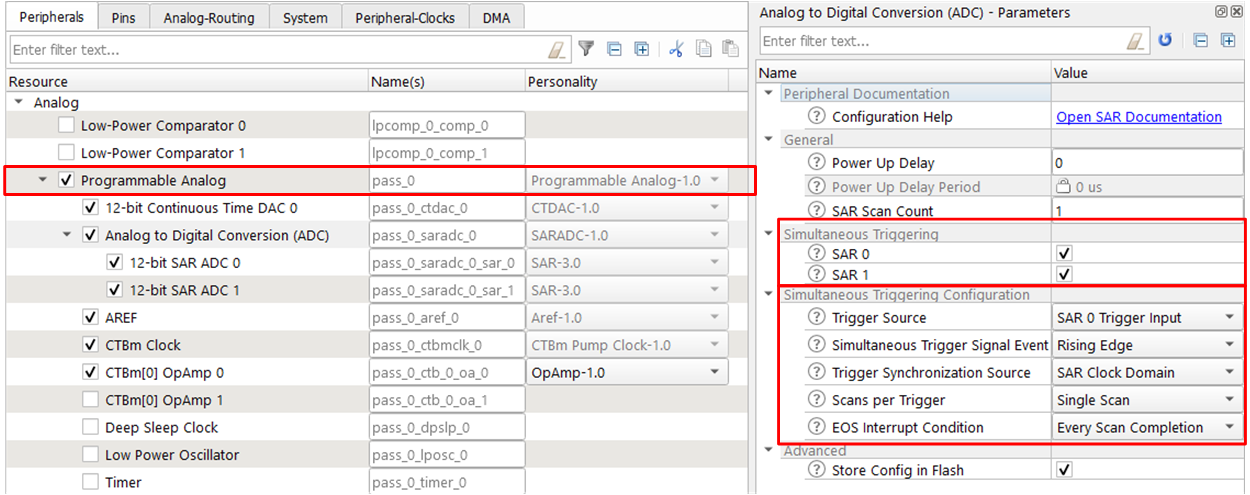 Peripherals Pins Analog-Routing System Peripheral-Clocks DMA
Enter filter text...
Resource Name(s) Personality
Analog
Low-Power Comparator 0 lpcomp_0_comp_0
Low-Power Comparator 1 lpcomp_0_comp_1
Programmable Analog pass_0 Programmable Analog-1.0
12-bit Continuous Time DAC 0 pass_0_ctdac_0 CTDAC-1.0
Analog to Digital Conversion (ADC) pass_0_saradc_0 SARADC-1.0
12-bit SAR ADC 0 pass_0_saradc_0_sar_0 SAR-3.0
12-bit SAR ADC 1 pass_0_saradc_0_sar_1 SAR-3.0
AREF pass_0_aref_0 Aref-1.0
CTBm Clock pass_0_ctbmclk_0 CTBm Pump Clock-1.0
CTBm[0] OpAmp 0 pass_0_ctb_0_oa_0 OpAmp-1.0
CTBm[0] OpAmp 1 pass_0_ctb_0_oa_1
Deep Sleep Clock pass_0_dpslp_0
Low Power Oscillator pass_0_lposc_0
Timer pass_0_timer_0
Analog to Digital Conversion (ADC) - Parameters
Enter filter text...
Name Value
Peripheral Documentation
Configuration Help Open SAR Documentation
General
Power Up Delay 0
Power Up Delay Period 0 us
SAR Scan Count 1
Simultaneous Triggering
SAR 0
SAR 1
Simultaneous Triggering Configuration
Trigger Source SAR 0 Trigger Input
Simultaneous Trigger Signal Event Rising Edge
Trigger Synchronization Source SAR Clock Domain
Scans per Trigger Single Scan
EOS Interrupt Condition Every Scan Completion
Advanced
Store Config in Flash